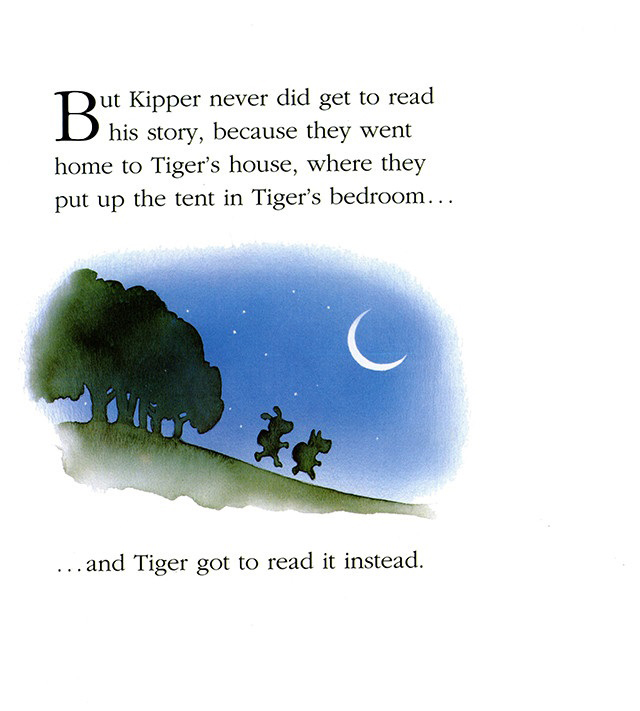 But Kipper never did get to read
his story, because they went
home to Tiger's house, where they
put up the tent in Tiger's bedroom...
...and Tiger got to read it instead.